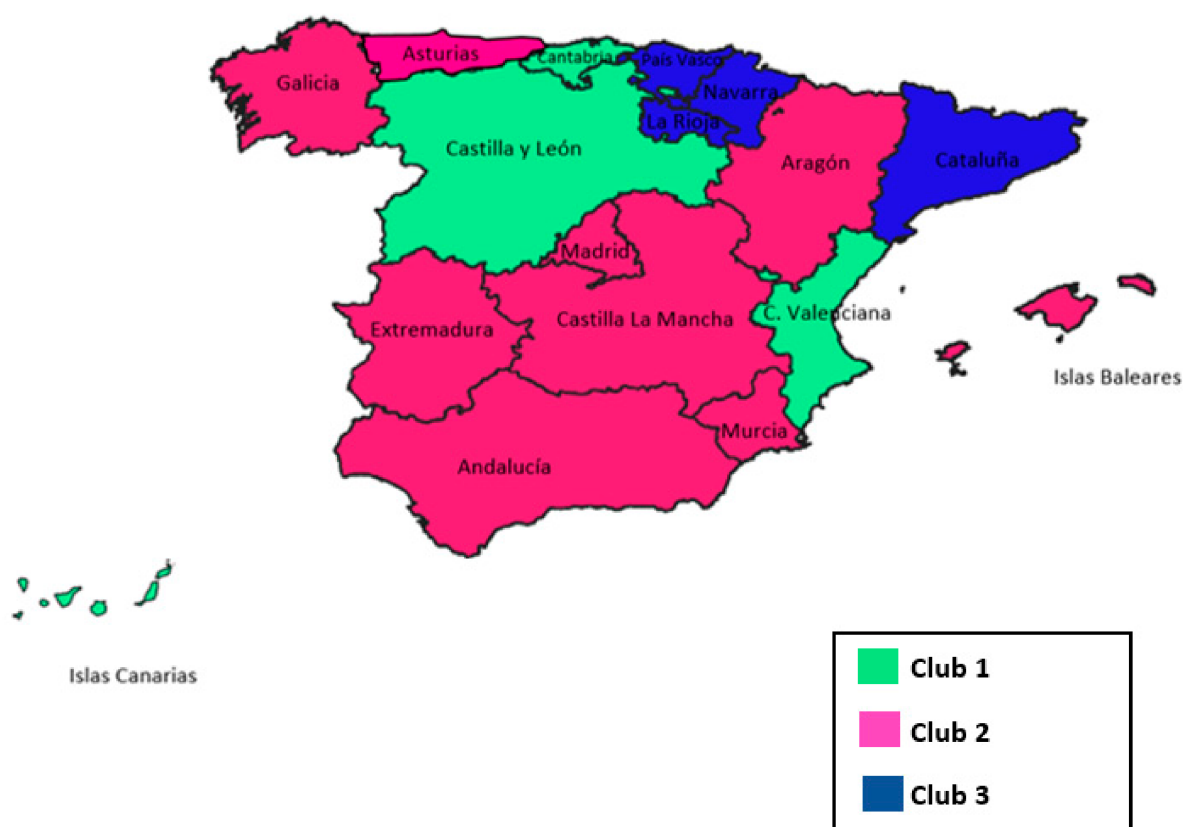 Galicia
Asturias
Cantabria
País Vasco
Navarra
La Rioja
Castilla y León
Aragón
Cataluña
Madrid
Extremadura
Castilla La Mancha
C. Valenciana
Islas Baleares
Andalucía
Murcia
Islas Canarias
Club 1
Club 2
Club 3